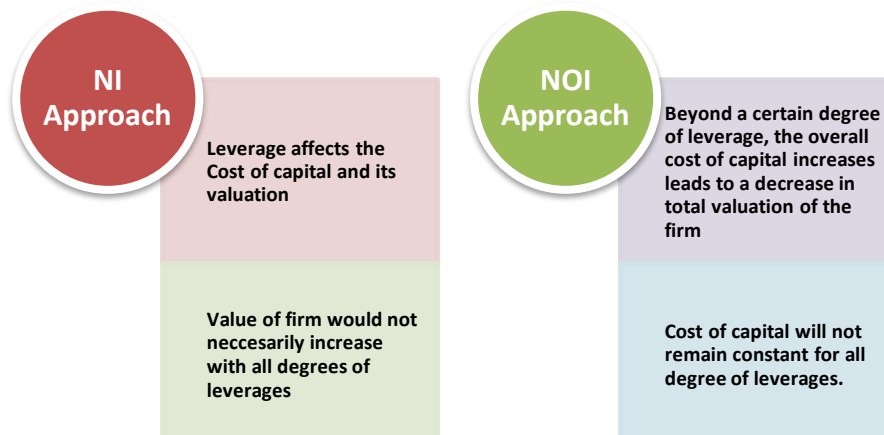 NI
Approach
Leverage affects the
Cost of capital and its
valuation
Value of firm would not
neccesarily increase
with all degrees of
leverages
NOI
Approach
Beyond a certain degree
of leverage, the overall
cost of capital increases
leads to a decrease in
total valuation of the
firm
Cost of capital will not
remain constant for all
degree of leverages.